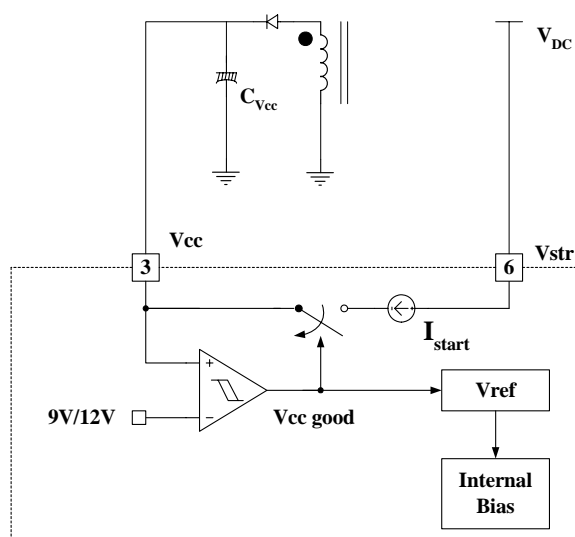 V_DC
C_Vcc
Vcc
3
6
Vstr
I_start
+
−
9V/12V
Vcc good
Vref
Internal
Bias